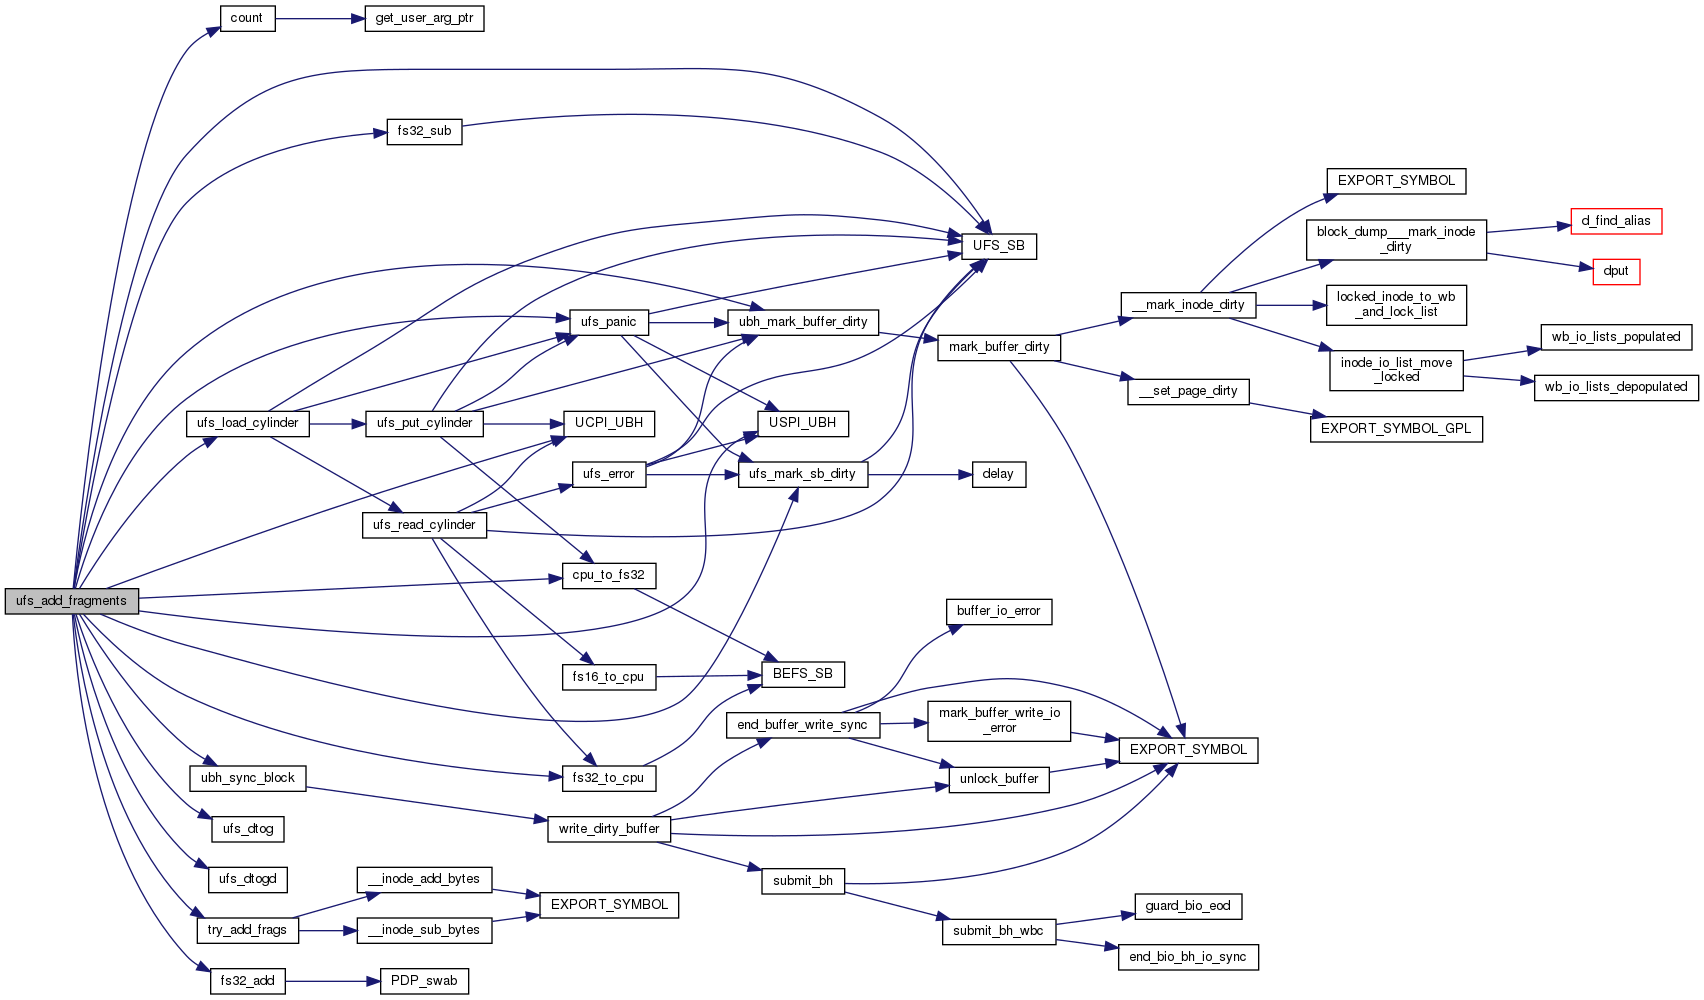 count
get_user_arg_ptr
fs32_sub
EXPORT_SYMBOL
d_find_alias
block_dump___mark_inode
_dirty
UFS_SB
dput
__mark_inode_dirty
locked_inode_to_wb
_and_lock_list
ufs_panic
ubh_mark_buffer_dirty
wb_io_lists_populated
mark_buffer_dirty
inode_io_list_move
_locked
wb_io_lists_depopulated
__set_page_dirty
ufs_load_cylinder
ufs_put_cylinder
UCPI_UBH
USPI_UBH
EXPORT_SYMBOL_GPL
ufs_error
ufs_mark_sb_dirty
delay
ufs_read_cylinder
cpu_to_fs32
ufs_add_fragments
buffer_io_error
fs16_to_cpu
BEFS_SB
end_buffer_write_sync
mark_buffer_write_io
_error
EXPORT_SYMBOL
ubh_sync_block
fs32_to_cpu
unlock_buffer
ufs_dtog
write_dirty_buffer
ufs_dtogd
__inode_add_bytes
submit_bh
EXPORT_SYMBOL
guard_bio_eod
try_add_frags
__inode_sub_bytes
submit_bh_wbc
end_bio_bh_io_sync
fs32_add
PDP_swab